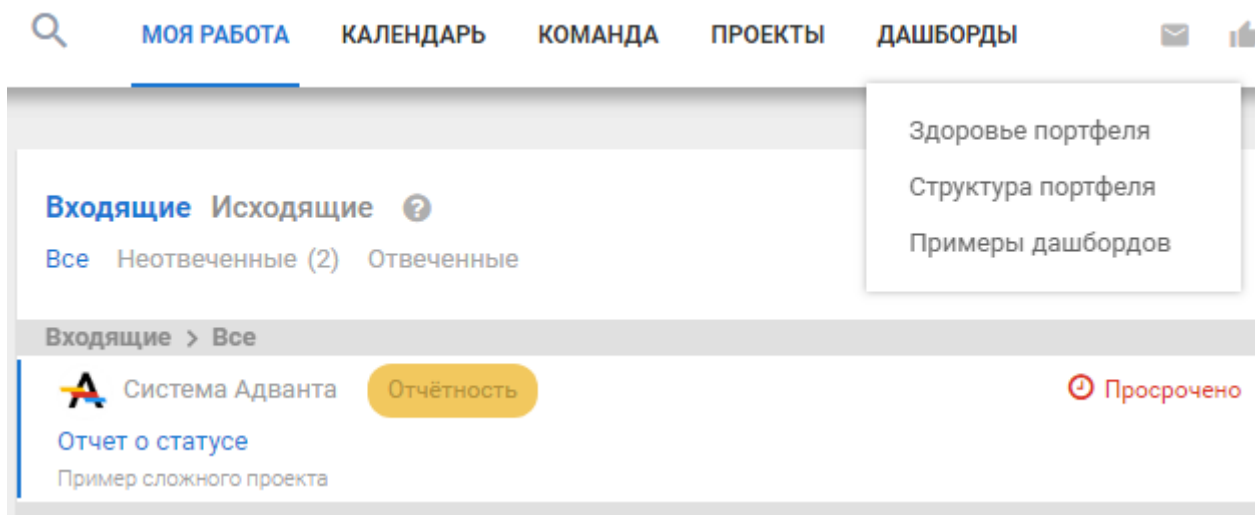 МОЯ РАБОТА КАЛЕНДАРЬ КОМАНДА ПРОЕКТЫ ДАШБОРДЫ
Здоровье портфеля
Структура портфеля
Примеры дашбордов
Входящие Исходящие ?
Все Неотвеченные (2) Отвеченные
Входящие > Все
Система Адванта Отчётность Просрочено
Отчет о статусе
Пример сложного проекта